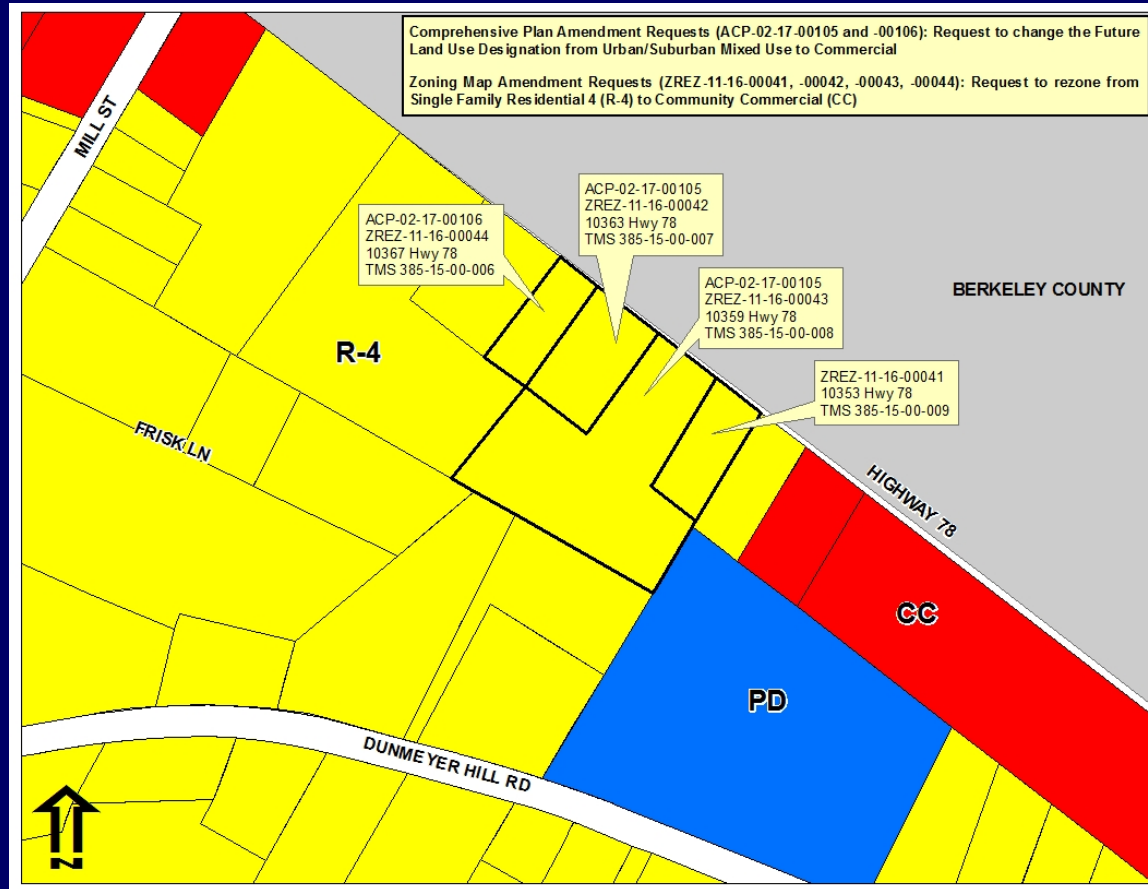 Comprehensive Plan Amendment Requests (ACP-02-17-00105 and -00106): Request to change the Future
Land Use Designation from Urban/Suburban Mixed Use to Commercial
Zoning Map Amendment Requests (ZREZ-11-16-00041, -00042, -00043, -00044): Request to rezone from
Single Family Residential 4 (R-4) to Community Commercial (CC)
MILL ST
ACP-02-17-00105
ZREZ-11-16-00042
10363 Hwy 78
TMS 385-15-00-007
ACP-02-17-00106
ZREZ-11-16-00044
10367 Hwy 78
TMS 385-15-00-006
ACP-02-17-00105
ZREZ-11-16-00043
10359 Hwy 78
TMS 385-15-00-008
BERKELEY COUNTY
R-4
ZREZ-11-16-00041
10353 Hwy 78
TMS 385-15-00-009
FRISK LN
HIGHWAY 78
CC
PD
DUNMEYER HILL RD
N